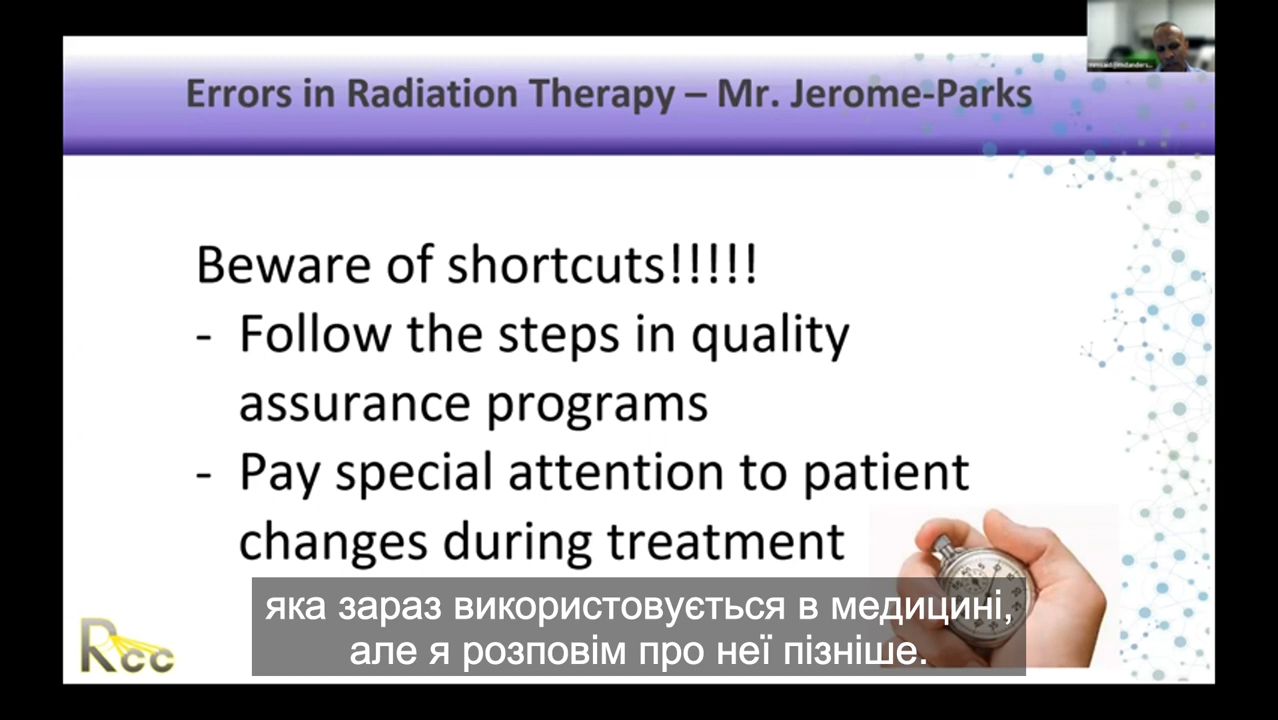 Errors in Radiation Therapy – Mr. Jerome-Parks
Beware of shortcuts!!!!!
- Follow the steps in quality
assurance programs
- Pay special attention to patient
changes during treatment
яка зараз використовується в медицині,
але я розповім про неї пізніше.
Rcc